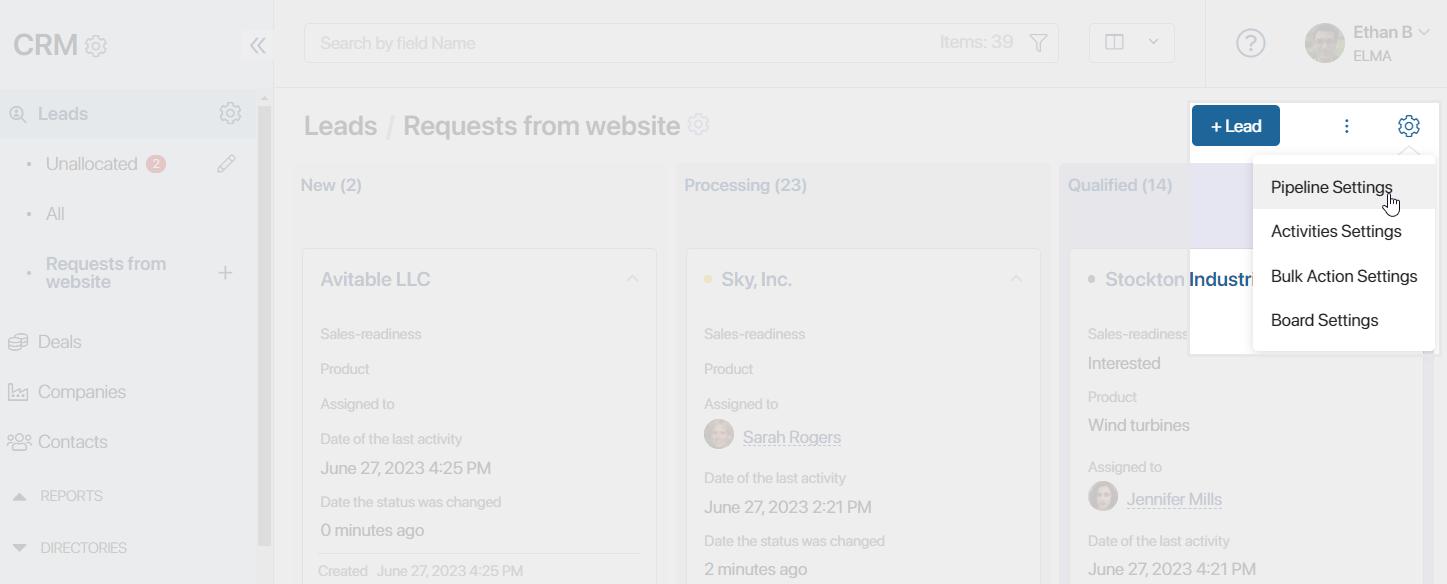 CRM
Search by field Name
Items: 39
?
Ethan B
ELMA
Leads
Unallocated 2
All
Requests from
website
Deals
Companies
Contacts
REPORTS
DIRECTORIES
Leads / Requests from website
+ Lead
Pipeline Settings
Activities Settings
Bulk Action Settings
Board Settings
New (2)
Avitable LLC
Sales-readiness
Product
Assigned to
Date of the last activity
June 27, 2023 4:25 PM
Date the status was changed
0 minutes ago
Created June 27, 2023 4:25 PM
Processing (23)
Sky, Inc.
Sales-readiness
Product
Assigned to
Sarah Rogers
Date of the last activity
June 27, 2023 2:21 PM
Date the status was changed
2 minutes ago
Qualified (14)
Stockton Industri
Sales-readiness
Interested
Product
Wind turbines
Assigned to
Jennifer Mills
Date of the last activity
June 27, 2023 4:21 PM